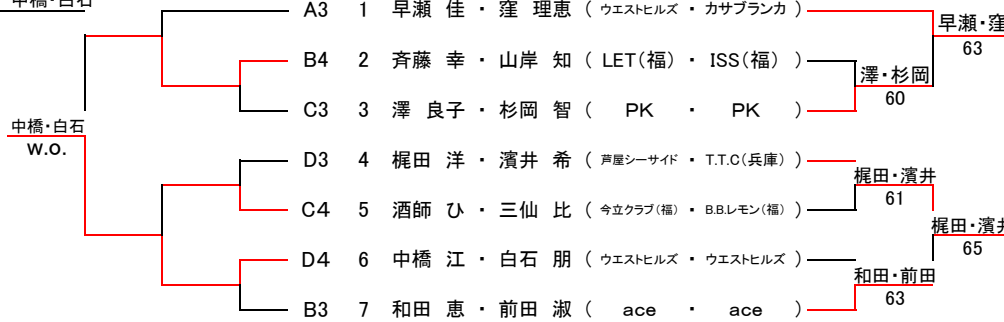 中橋・白石
A3 1 早瀬 佳 ・ 窪 理恵 ( ウエストヒルズ ・ カサブランカ )
早瀬・窪
63
B4 2 斉藤 幸 ・ 山岸 知 ( LET(福) ・ ISS(福) )
澤・杉岡
60
C3 3 澤 良子 ・ 杉岡 智 ( PK ・ PK )
中橋・白石
W.O.
D3 4 梶田 洋 ・ 濱井 希 ( 芦屋シーサイド ・ T.T.C(兵庫) )
梶田・濱井
61
C4 5 酒師 ひ ・ 三仙 比 ( 今立クラブ(福) ・ B.B.レモン(福) )
梶田・濱井
65
D4 6 中橋 江 ・ 白石 朋 ( ウエストヒルズ ・ ウエストヒルズ )
和田・前田
63
B3 7 和田 恵 ・ 前田 淑 ( ace ・ ace )